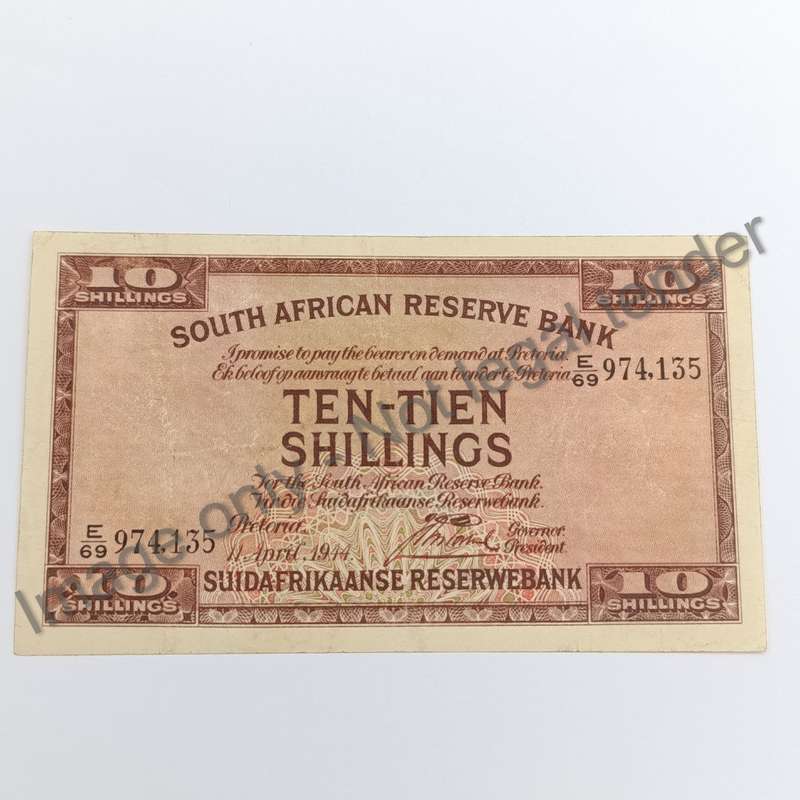 10 SHILLINGS
10 SHILLINGS
SOUTH AFRICAN RESERVE BANK
I promise to pay the bearer on demand at Pretoria.
Ek beloof op aansraag te betaal aan toonder te Pretoria
E/69 974,135
TEN-TIEN
SHILLINGS
For the South African Reserve Bank.
Vir die Suidafrikaanse Reserwebank.
Pretoria.
Governor.
President.
E/69 974,135
11 April, 1944
SUIDAFRIKAANSE RESERWEBANK
10 SHILLINGS
10 SHILLINGS
Image only - Not legal tender